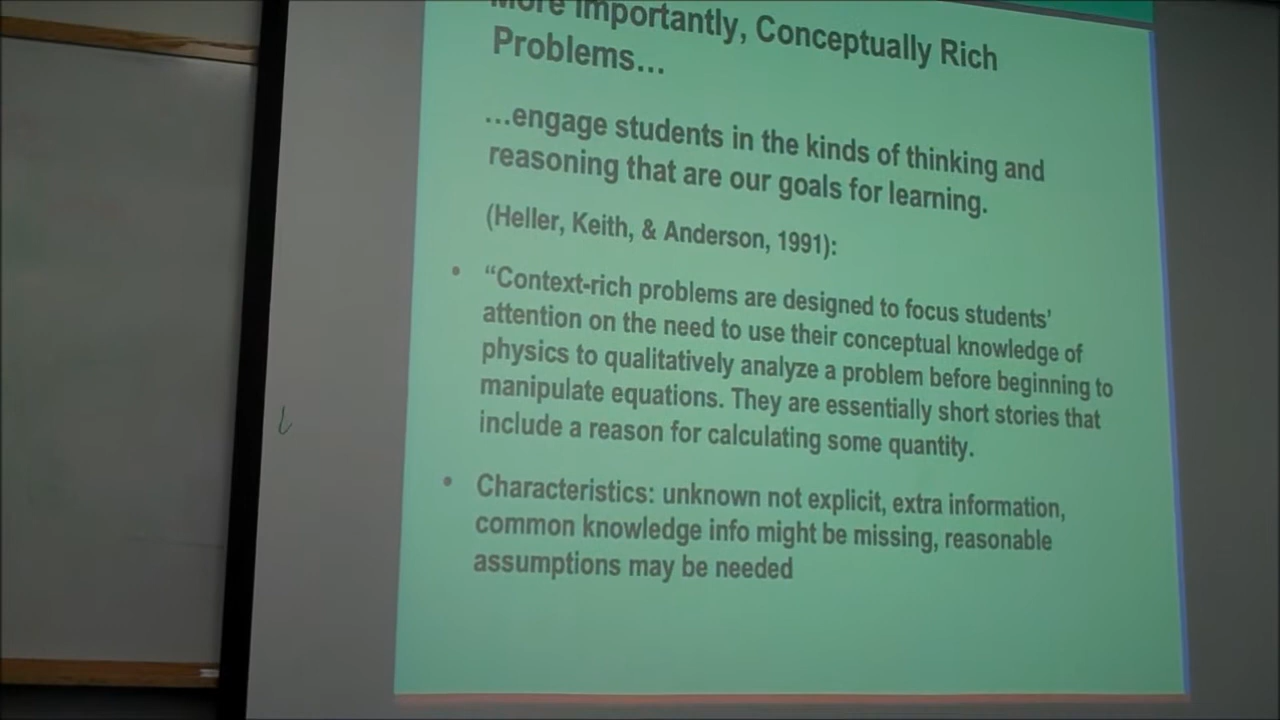 More Importantly, Conceptually Rich
Problems...
...engage students in the kinds of thinking and
reasoning that are our goals for learning.
(Heller, Keith, & Anderson, 1991):
• “Context-rich problems are designed to focus students’
attention on the need to use their conceptual knowledge of
physics to qualitatively analyze a problem before beginning to
manipulate equations. They are essentially short stories that
include a reason for calculating some quantity.
• Characteristics: unknown not explicit, extra information,
common knowledge info might be missing, reasonable
assumptions may be needed